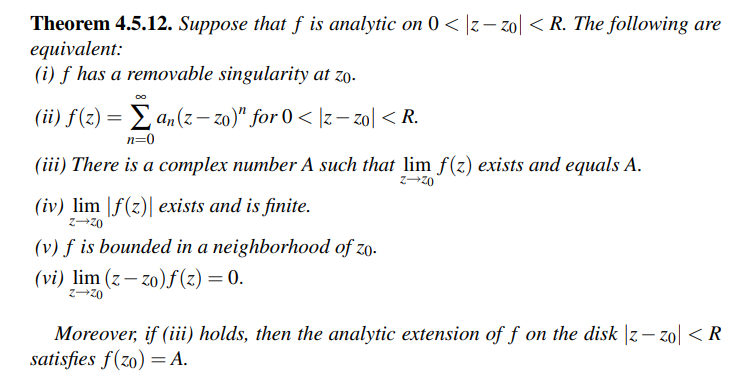 Theorem 4.5.12. Suppose that f is analytic on 0 < |z − z₀| < R. The following are
equivalent:
(i) f has a removable singularity at z₀.
(ii) f(z) = ∑_{n=0}^{∞} aₙ(z − z₀)ⁿ for 0 < |z − z₀| < R.
(iii) There is a complex number A such that lim_{z→z₀} f(z) exists and equals A.
(iv) lim_{z→z₀} |f(z)| exists and is finite.
(v) f is bounded in a neighborhood of z₀.
(vi) lim_{z→z₀} (z − z₀)f(z) = 0.
Moreover, if (iii) holds, then the analytic extension of f on the disk |z − z₀| < R
satisfies f(z₀) = A.